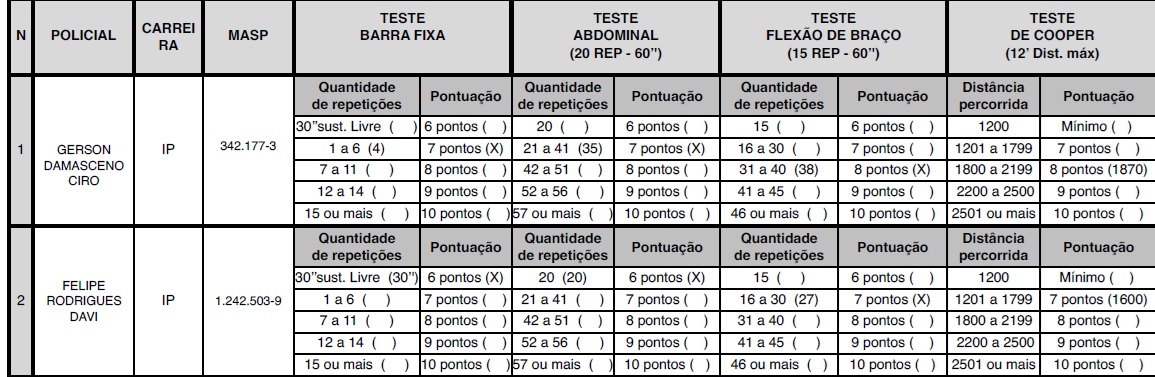 N POLICIAL CARREI RA MASP TESTE BARRA FIXA TESTE ABDOMINAL (20 REP - 60") TESTE FLEXÃO DE BRAÇO (15 REP - 60") TESTE DE COOPER (12' Dist. máx)
1 GERSON DAMASCENO CIRO IP 342.177-3
Quantidade de repetições Pontuação Quantidade de repetições Pontuação Quantidade de repetições Pontuação Distância percorrida Pontuação
30"sust. Livre ( ) 6 pontos ( ) 20 ( ) 6 pontos ( ) 15 ( ) 6 pontos ( ) 1200 Mínimo ( )
1 a 6 (4) 7 pontos (X) 21 a 41 (35) 7 pontos (X) 16 a 30 ( ) 7 pontos ( ) 1201 a 1799 7 pontos ( )
7 a 11 ( ) 8 pontos ( ) 42 a 51 ( ) 8 pontos ( ) 31 a 40 (38) 8 pontos (X) 1800 a 2199 8 pontos (1870)
12 a 14 ( ) 9 pontos ( ) 52 a 56 ( ) 9 pontos ( ) 41 a 45 ( ) 9 pontos ( ) 2200 a 2500 9 pontos ( )
15 ou mais ( ) 10 pontos ( ) 57 ou mais ( ) 10 pontos ( ) 46 ou mais ( ) 10 pontos ( ) 2501 ou mais 10 pontos ( )
2 FELIPE RODRIGUES DAVI IP 1.242.503-9
Quantidade de repetições Pontuação Quantidade de repetições Pontuação Quantidade de repetições Pontuação Distância percorrida Pontuação
30"sust. Livre (30") 6 pontos (X) 20 (20) 6 pontos (X) 15 ( ) 6 pontos ( ) 1200 Mínimo ( )
1 a 6 ( ) 7 pontos ( ) 21 a 41 ( ) 7 pontos ( ) 16 a 30 (27) 7 pontos (X) 1201 a 1799 7 pontos (1600)
7 a 11 ( ) 8 pontos ( ) 42 a 51 ( ) 8 pontos ( ) 31 a 40 ( ) 8 pontos ( ) 1800 a 2199 8 pontos ( )
12 a 14 ( ) 9 pontos ( ) 52 a 56 ( ) 9 pontos ( ) 41 a 45 ( ) 9 pontos ( ) 2200 a 2500 9 pontos ( )
15 ou mais ( ) 10 pontos ( ) 57 ou mais ( ) 10 pontos ( ) 46 ou mais ( ) 10 pontos ( ) 2501 ou mais 10 pontos ( )